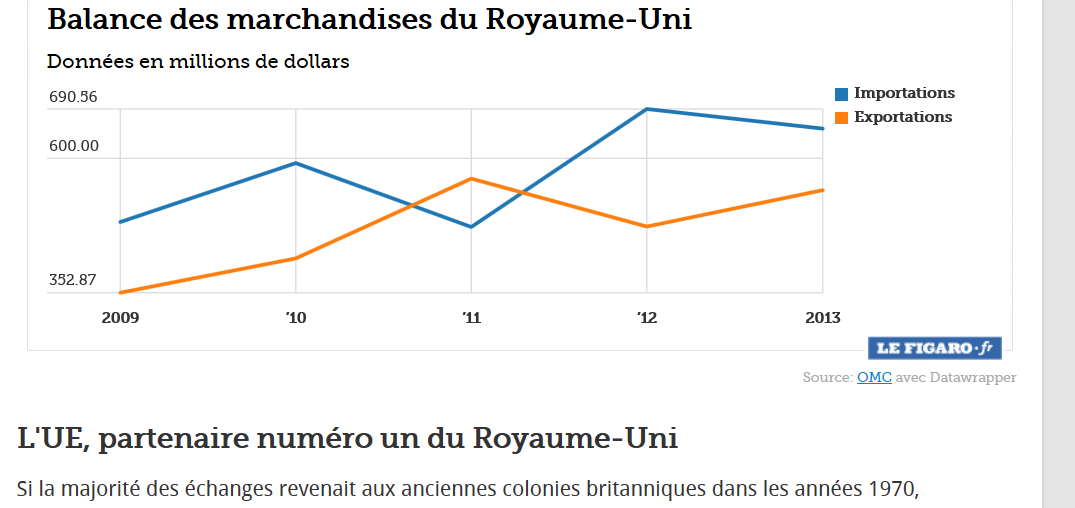 Balance des marchandises du Royaume-Uni
Données en millions de dollars
690.56
600.00
352.87
Importations
Exportations
2009 '10 '11 '12 2013
LE FIGARO·fr
Source: OMC avec Datawrapper
L'UE, partenaire numéro un du Royaume-Uni
Si la majorité des échanges revenait aux anciennes colonies britanniques dans les années 1970,